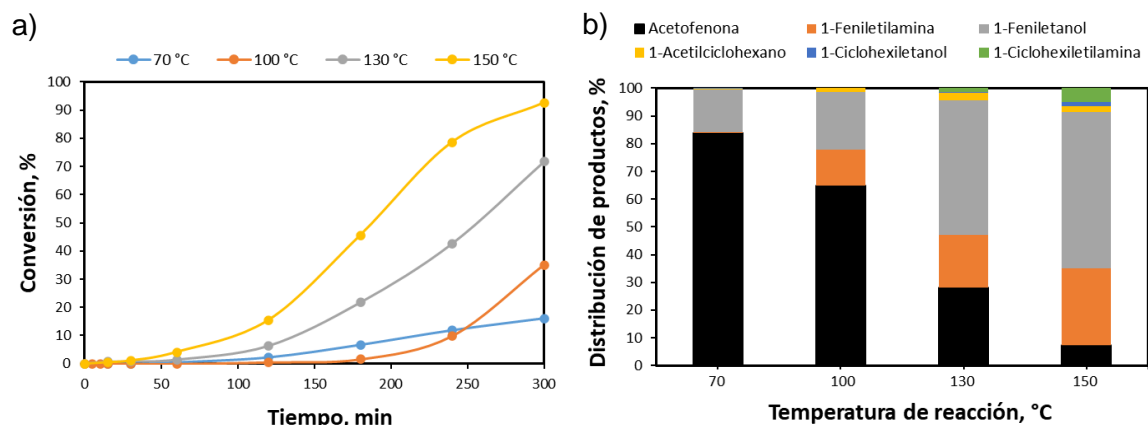 a)
70 °C 100 °C 130 °C 150 °C
100
90
80
70
60
50
40
30
20
10
0
Conversión, %
0 50 100 150 200 250 300
Tiempo, min
b)
Acetofenona 1-Feniletilamina 1-Feniletanol
1-Acetilciclohexano 1-Ciclohexiletanol 1-Ciclohexiletilamina
100
90
80
70
60
50
40
30
20
10
0
Distribución de productos, %
70 100 130 150
Temperatura de reacción, °C